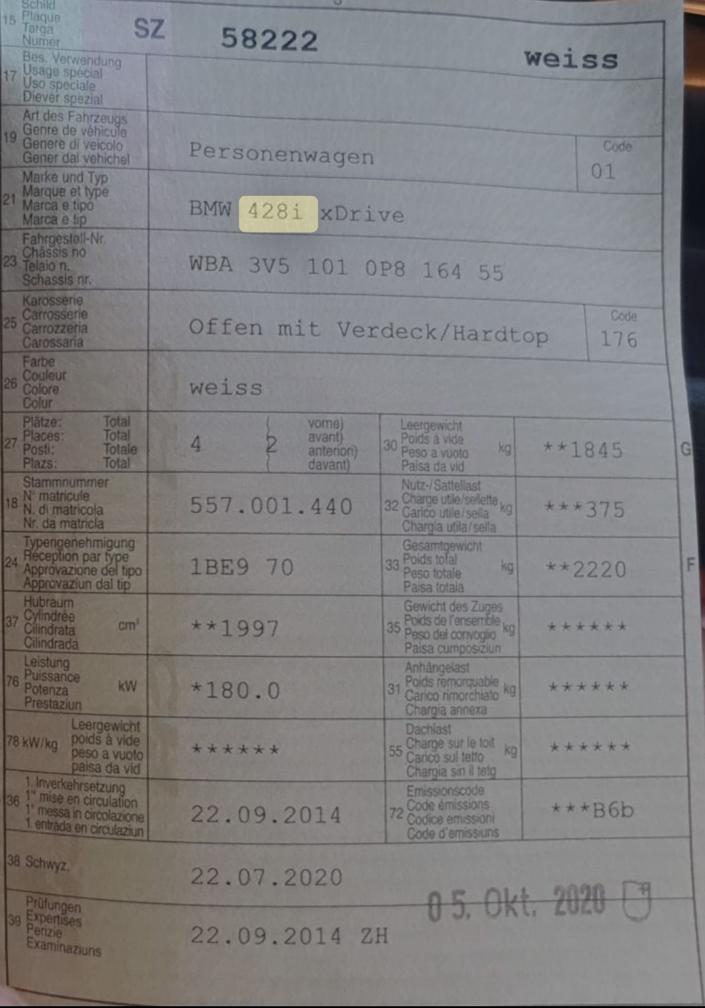 Schild
15 Plaque
Targa
Numer
SZ 58222 weiss
Bes. Verwendung
17 Usage spécial
Uso speciale
Diever spezial
Art des Fahrzeugs
19 Genre de véhicule
Genere di veicolo
Gener dal vehichel
Personenwagen
Code
01
Marke und Typ
21 Marque et type
Marca e tipo
Marca e tip
BMW 428i xDrive
Fahrgestell-Nr.
23 Châssis no
Telaio n.
Schassis nr.
WBA 3V5 101 0P8 164 55
Karosserie
25 Carrosserie
Carrozzeria
Carossaria
Offen mit Verdeck/Hardtop
Code
176
Farbe
26 Couleur
Colore
Colur
weiss
Plätze: Total
27 Places: Total
Posti: Totale
Plazs: Total
4 2
vorne)
avant)
anteriori)
davant)
Leergewicht
30 Poids à vide kg
Peso a vuoto
Paisa da vid
**1845
G
Stammnummer
18 N° matricule
N. di matricola
Nr. da matricla
557.001.440
Nutz-/Sattellast
32 Charge utile/sellette kg
Carico utile/sella
Chargia utila/sella
***375
Typengenehmigung
24 Réception par type
Approvazione del tipo
Approvaziun dal tip
1BE9 70
Gesamtgewicht
33 Poids total kg
Peso totale
Paisa totala
**2220
F
Hubraum
37 Cylindrée cm³
Cilindrata
Cilindrada
**1997
Gewicht des Zuges
35 Poids de l'ensemble kg
Peso del convoglio
Paisa cumposiziun
******
Leistung
76 Puissance kW
Potenza
Prestaziun
*180.0
Anhängelast
31 Poids remorquable kg
Carico rimorchiato
Chargia annexa
******
Leergewicht
78 kW/kg poids à vide
peso a vuoto
paisa da vid
******
Dachlast
55 Charge sur le toit kg
Carico sul tetto
Chargia sin il tetg
******
1. Inverkehrsetzung
36 1re mise en circulation
1a messa in circolazione
1. entrada en circulaziun
22.09.2014
Emissionscode
72 Code émissions
Codice emissioni
Code d'emissiuns
***B6b
38 Schwyz,
22.07.2020
05. Okt. 2020
Prüfungen
39 Expertises
Perizie
Examinaziuns
22.09.2014 ZH